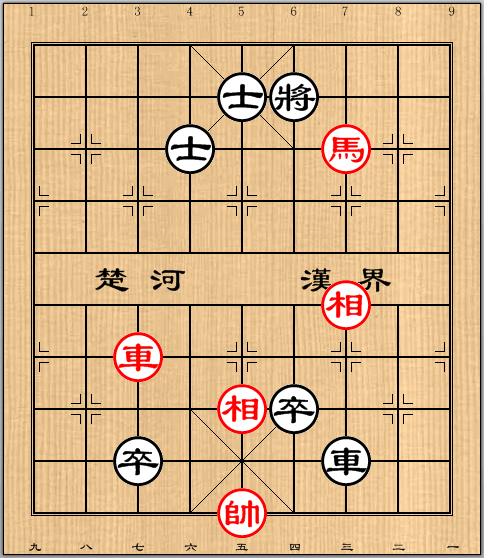 1 2 3 4 5 6 7 8 9
士 將
士 馬
楚 河 漢 界
相
車
相 卒
卒 車
帥
九 八 七 六 五 四 三 二 一